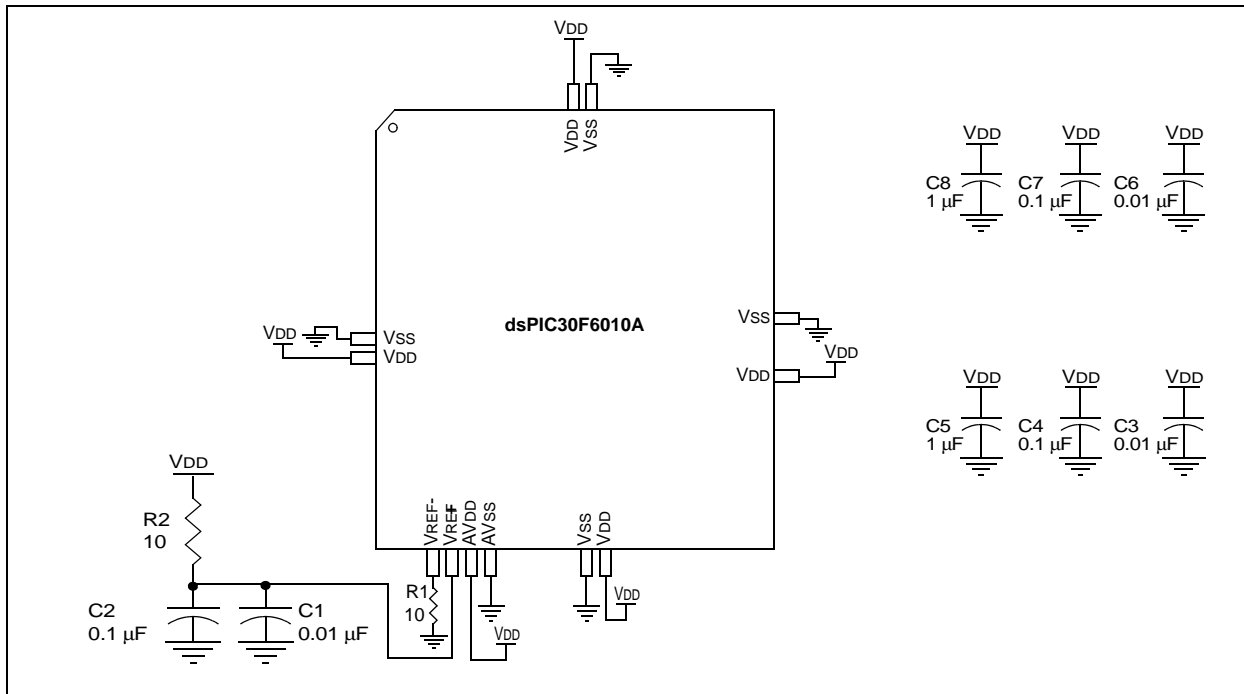 VDD
VDD
VSS
VDD
VDD
VDD
C8
1 µF
C7
0.1 µF
C6
0.01 µF
dsPIC30F6010A
VSS
VDD
VSS
VDD
VDD
VDD
VDD
VDD
VDD
C5
1 µF
C4
0.1 µF
C3
0.01 µF
VDD
R2
10
C2
0.1 µF
C1
0.01 µF
VREF-
VREF+
AVDD
AVSS
VSS
VDD
R1
10
VDD
VDD